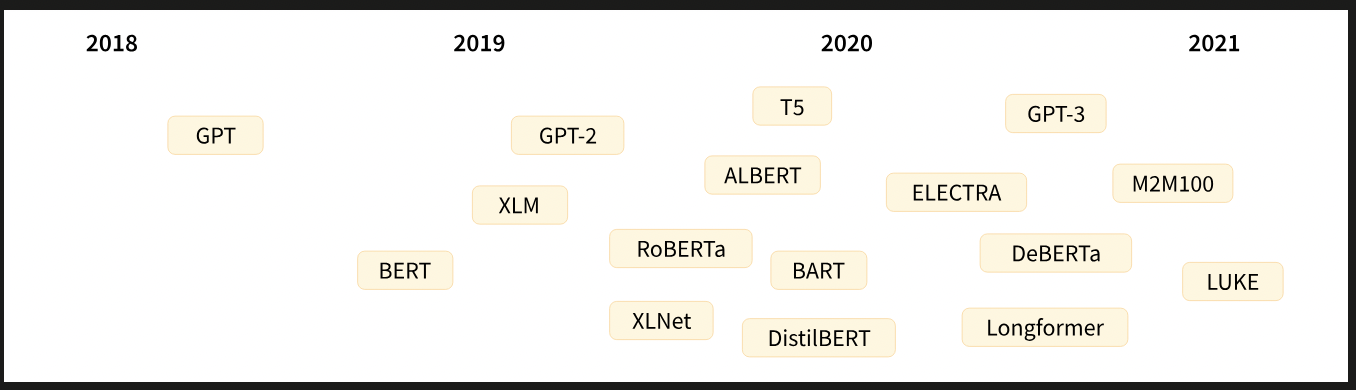 2018 2019 2020 2021
T5
GPT-3
GPT
GPT-2
ALBERT
M2M100
ELECTRA
XLM
RoBERTa
DeBERTa
BERT
BART
LUKE
XLNet
Longformer
DistilBERT